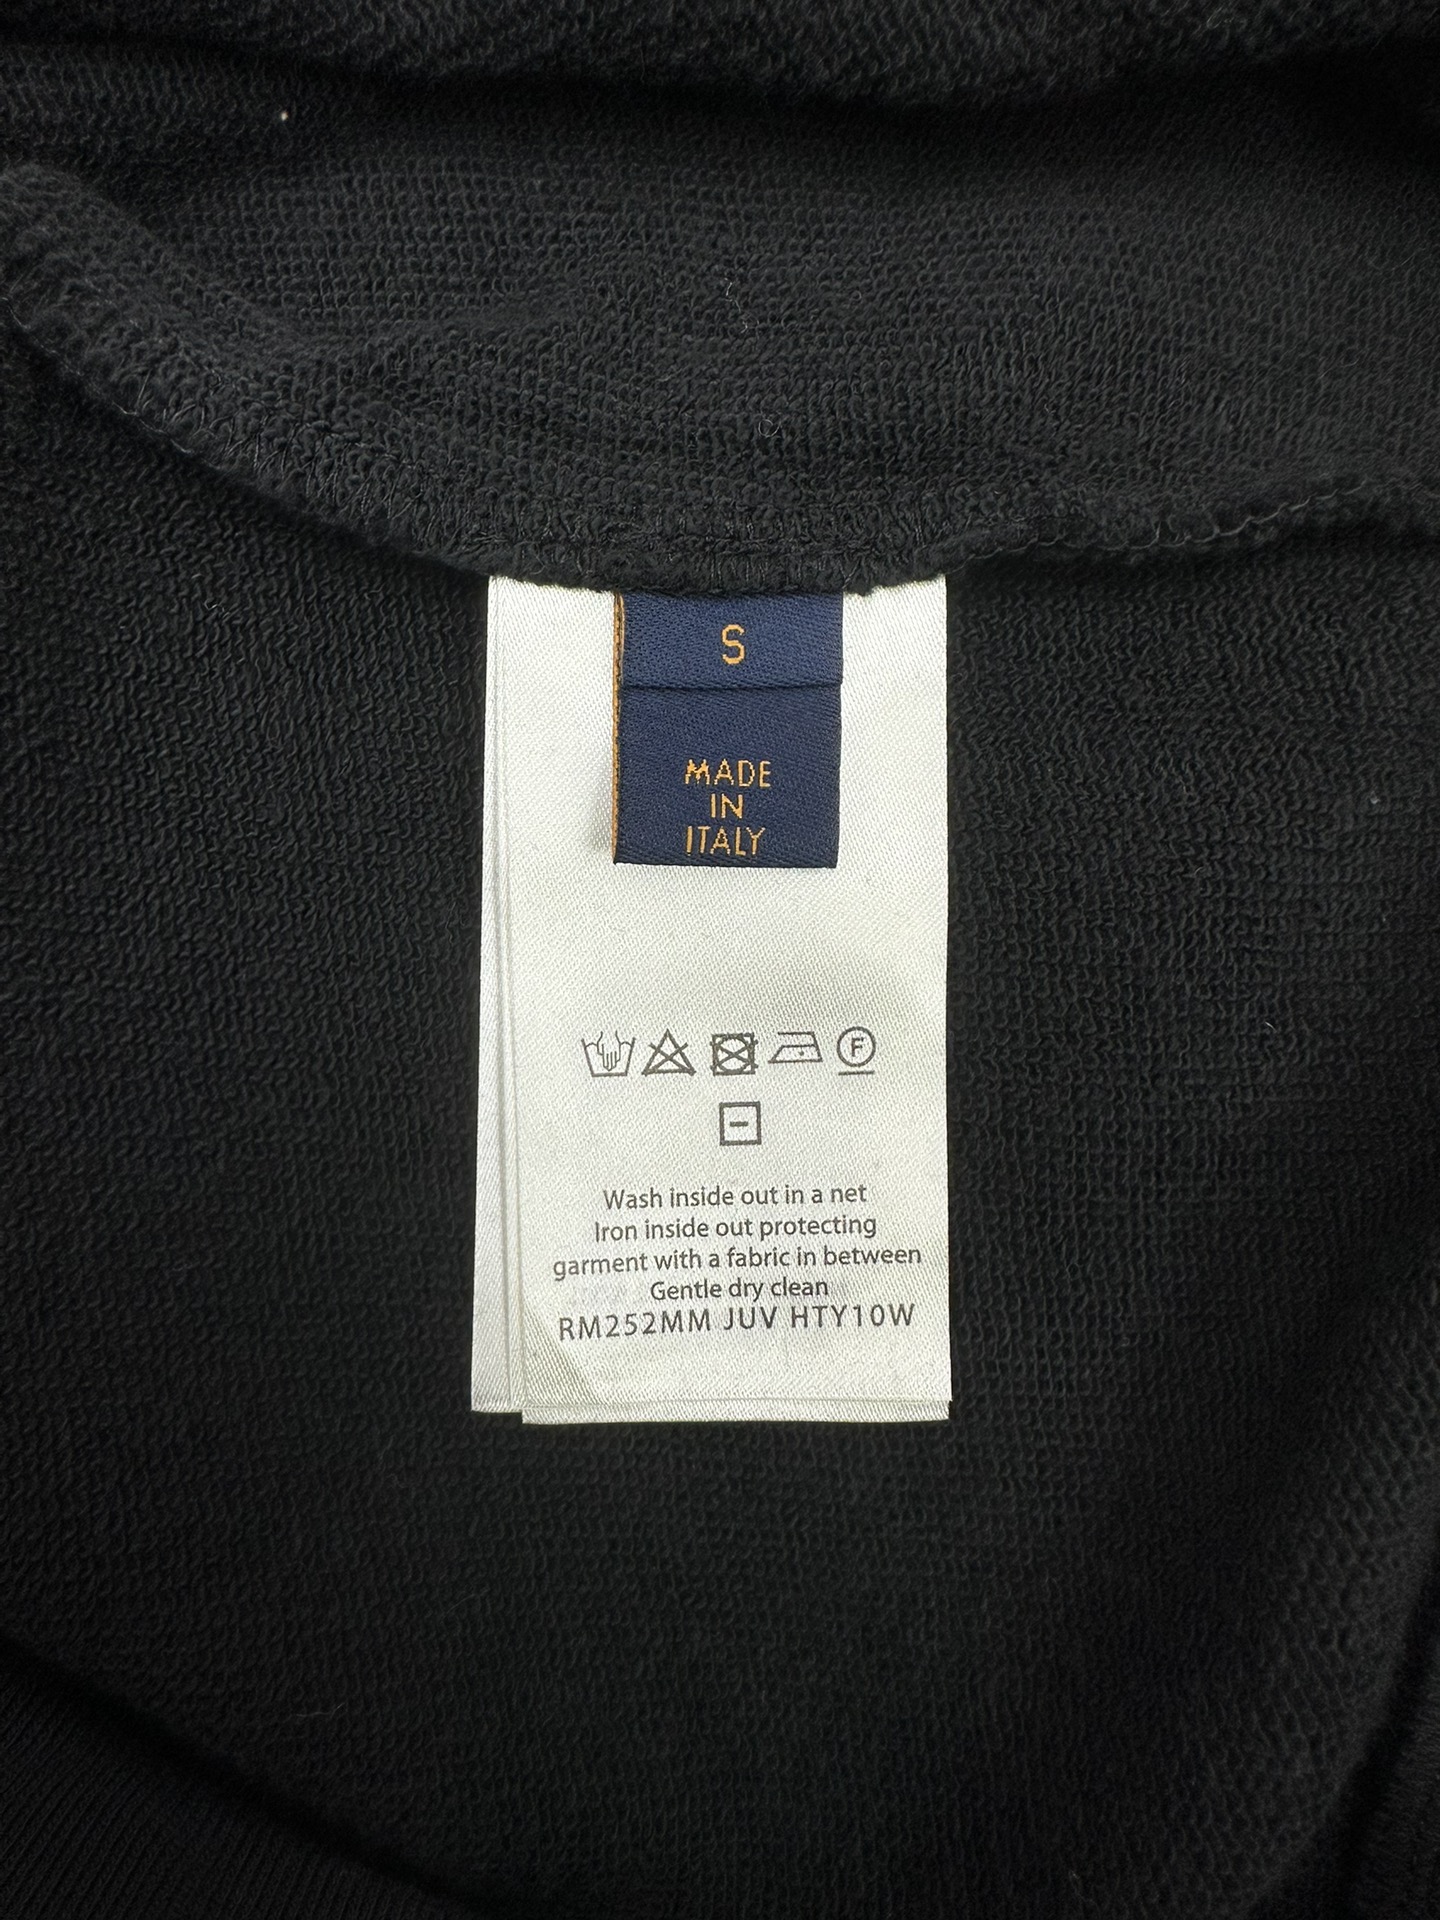 S
MADE
IN
ITALY
F
Wash inside out in a net
Iron inside out protecting
garment with a fabric in between
Gentle dry clean
RM252MM JUV HTY10W